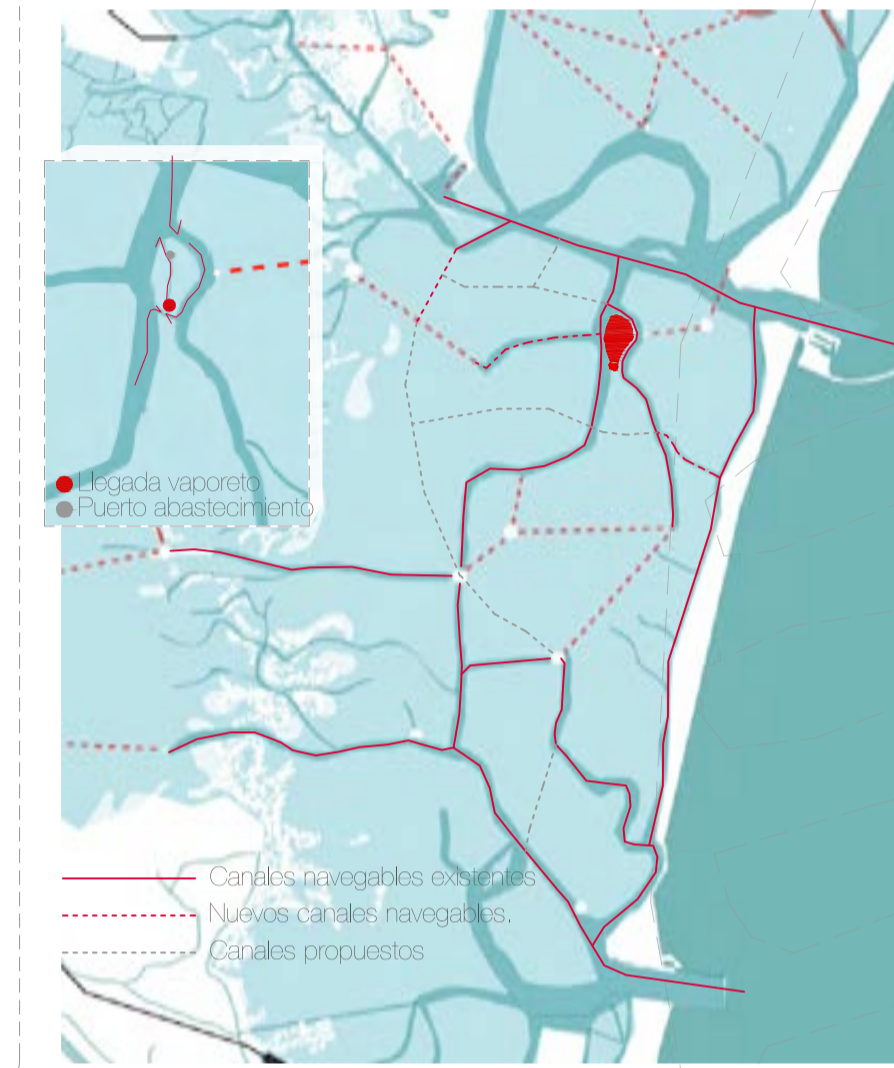 Llegada vaporeto
Puerto abastecimiento
Canales navegables existentes
Nuevos canales navegables.
Canales propuestos